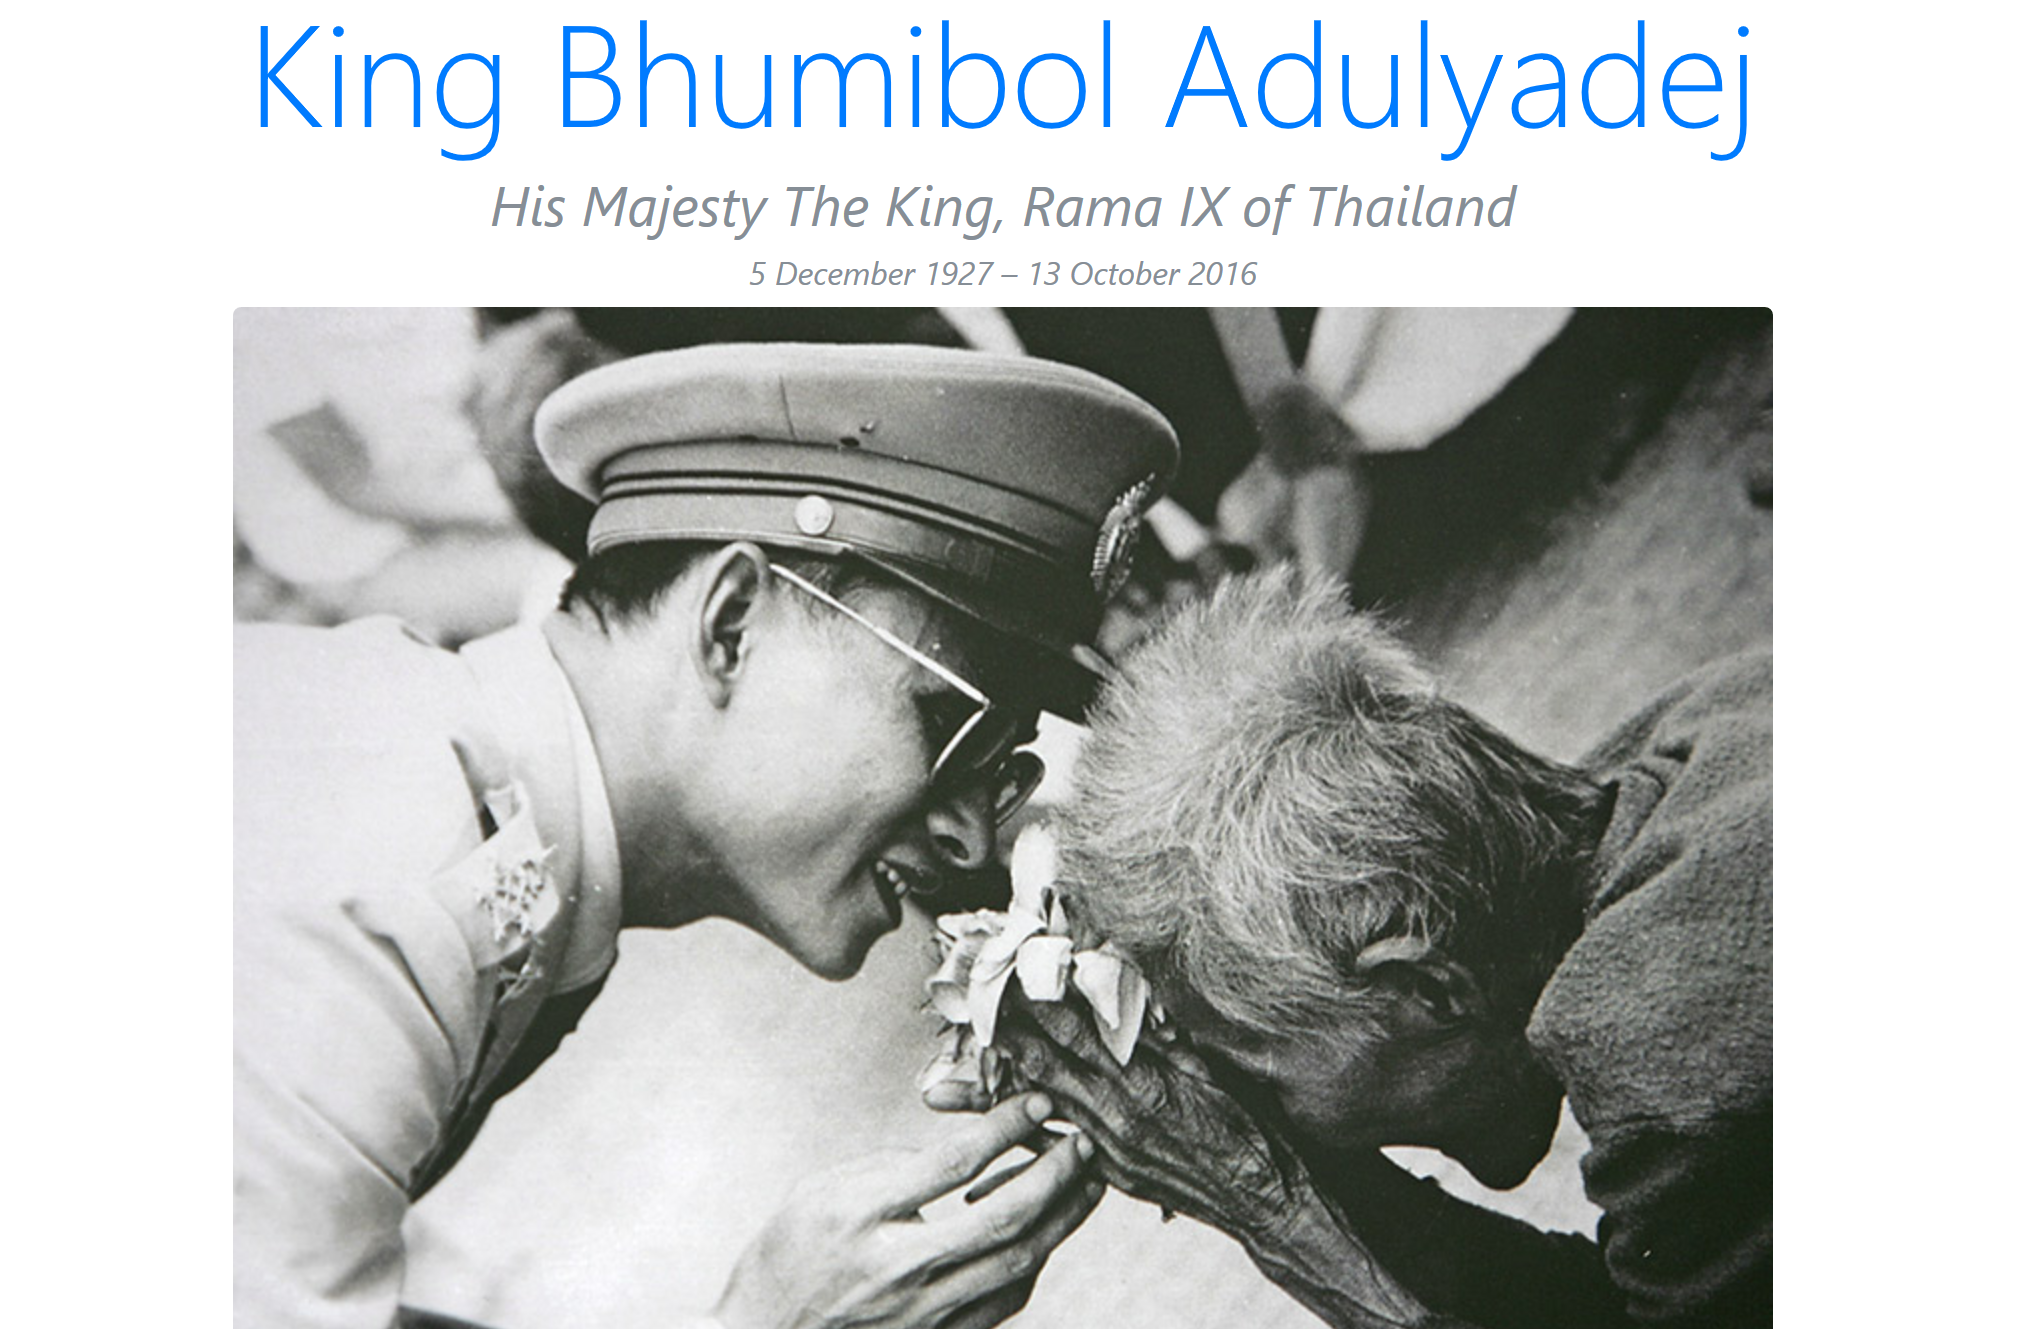 King Bhumibol Adulyadej
His Majesty The King, Rama IX of Thailand
5 December 1927 – 13 October 2016